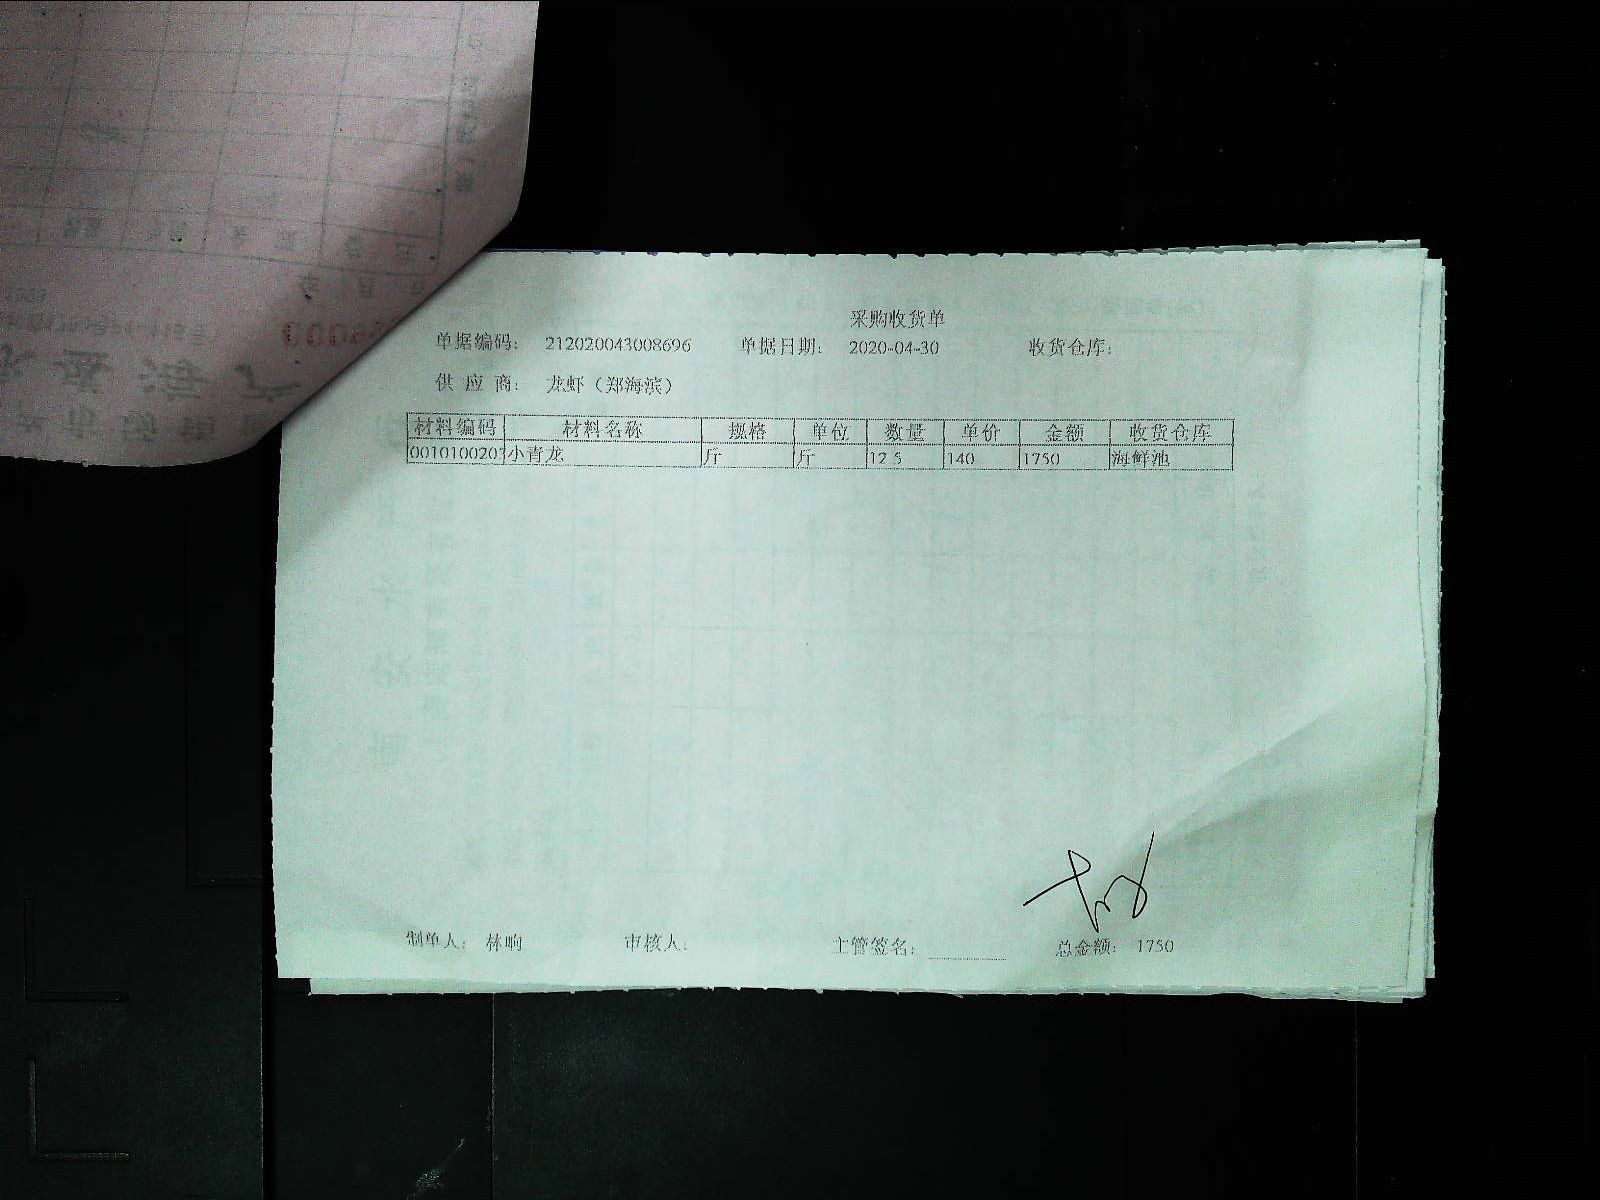 采购收货单
单据编码: 212020043008696 单据日期: 2020-04-30 收货仓库:
供 应 商: 龙虾(郑海滨)
材料编码 材料名称 规格 单位 数量 单价 金额 收货仓库
0010100203 小青龙 斤 斤 12.5 140 1750 海鲜池
制单人: 林晌 审核人: 主管签名: 总金额: 1750